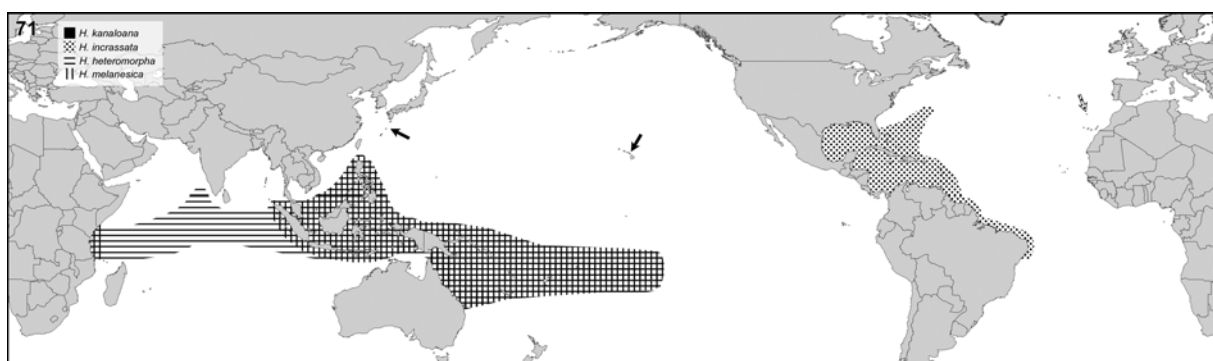 71
H. kanaloana
H. incrassata
H. heteromorpha
H. melanesica